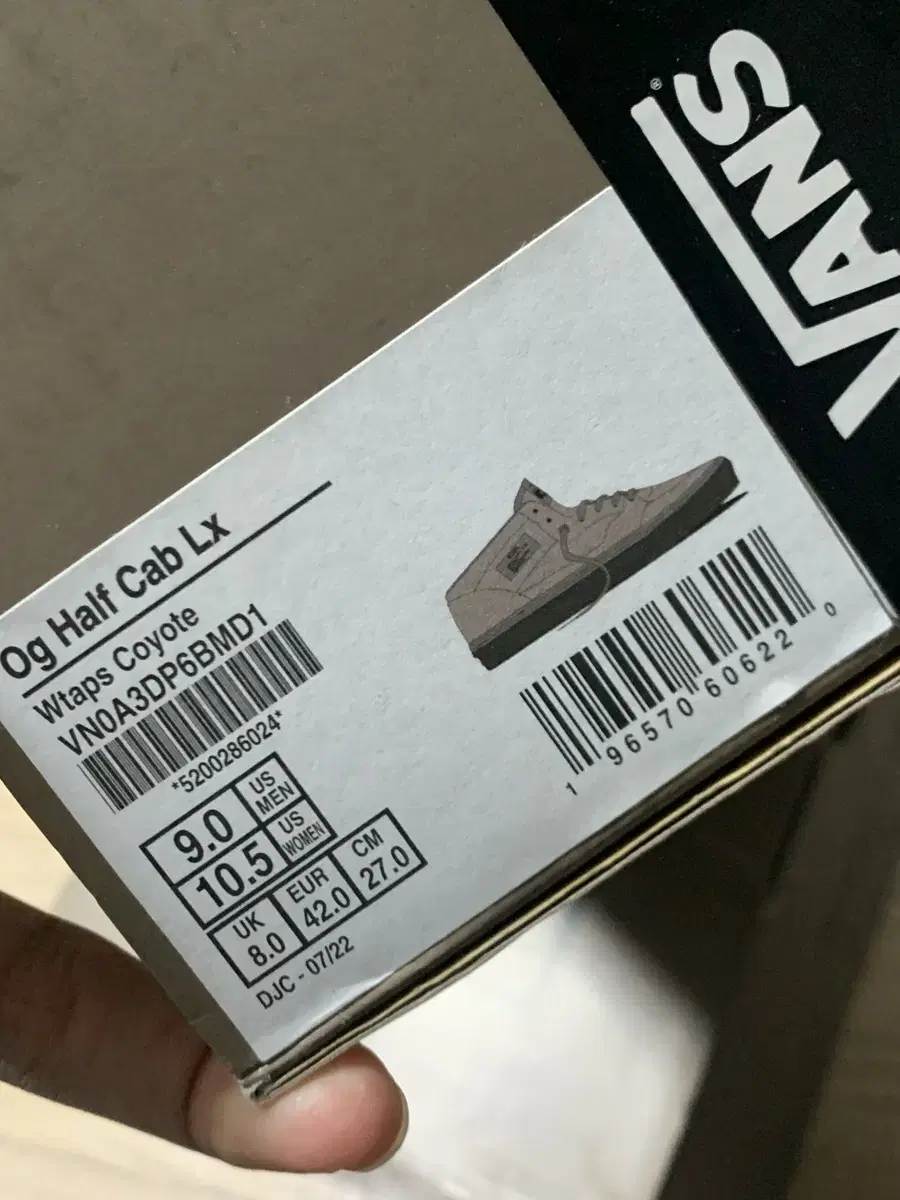 VANS®
Og Half Cab Lx
Wtaps Coyote
VN0A3DP6BMD1
*5200286024*
9.0 US MEN
10.5 US WOMEN
UK EUR CM
8.0 42.0 27.0
DJC - 07/22
1 96570 60622 0